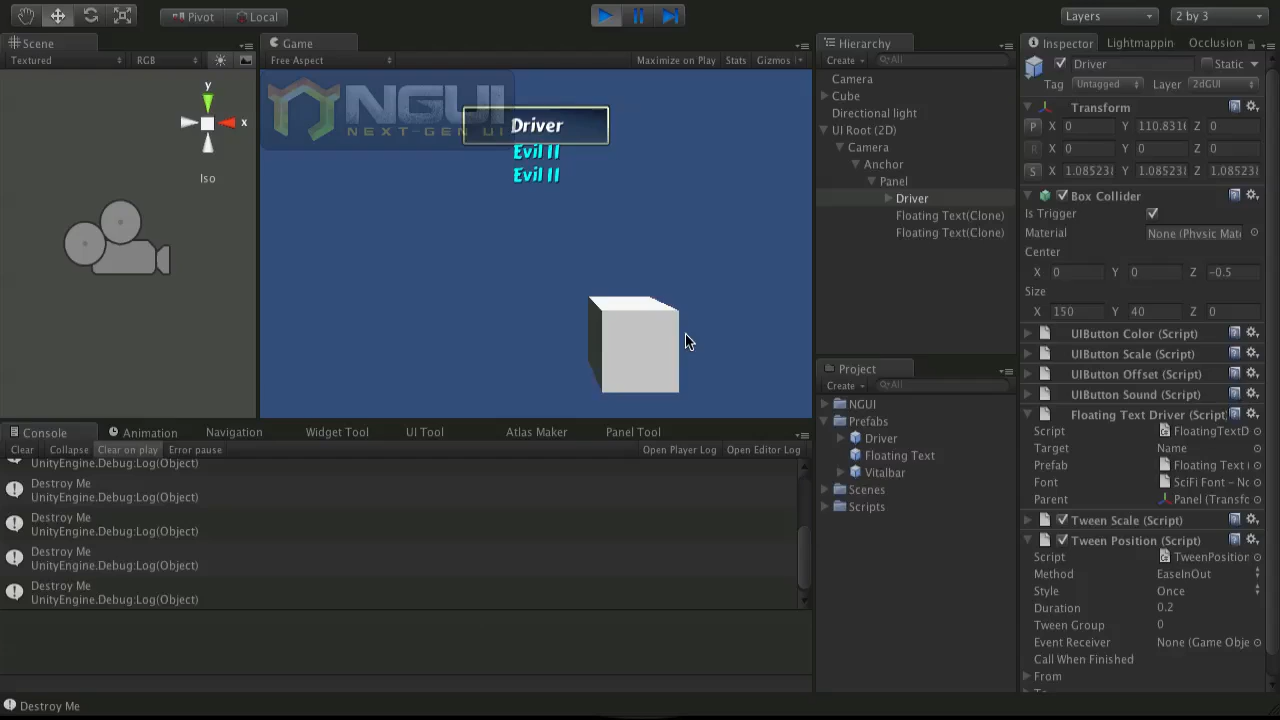 Pivot Local Layers 2 by 3
Scene Game Hierarchy Inspector Lightmappin Occlusion
Textured RGB Free Aspect Maximize on Play Stats Gizmos Create All
Driver Static
Tag Untagged Layer 2dGUI
Camera
Cube
Directional light
UI Root (2D)
Camera
Anchor
Panel
Driver
Floating Text(Clone)
Floating Text(Clone)
y
x
Iso
NGUI
NEXT-GEN UI
Driver
Evil II
Evil II
Transform
P X 0 Y 110.8316 Z 0
R X 0 Y 0 Z 0
S X 1.08523 Y 1.08523 Z 1.08523
Box Collider
Is Trigger
Material None (Physic Mate
Center
X 0 Y 0 Z -0.5
Size
X 150 Y 40 Z 0
UIButton Color (Script)
UIButton Scale (Script)
UIButton Offset (Script)
UIButton Sound (Script)
Floating Text Driver (Script)
Script FloatingTextD
Target Name
Prefab Floating Text
Font SciFi Font - No
Parent Panel (Transfo
Tween Scale (Script)
Tween Position (Script)
Script TweenPosition
Method EaseInOut
Style Once
Duration 0.2
Tween Group 0
Event Receiver None (Game Obje
Call When Finished
From
Project
Create All
NGUI
Prefabs
Driver
Floating Text
Vitalbar
Scenes
Scripts
Console Animation Navigation Widget Tool UI Tool Atlas Maker Panel Tool
Clear Collapse Clear on play Error pause Open Player Log Open Editor Log
UnityEngine.Debug:Log(Object)
Destroy Me
UnityEngine.Debug:Log(Object)
Destroy Me
UnityEngine.Debug:Log(Object)
Destroy Me
UnityEngine.Debug:Log(Object)
Destroy Me
UnityEngine.Debug:Log(Object)
Destroy Me